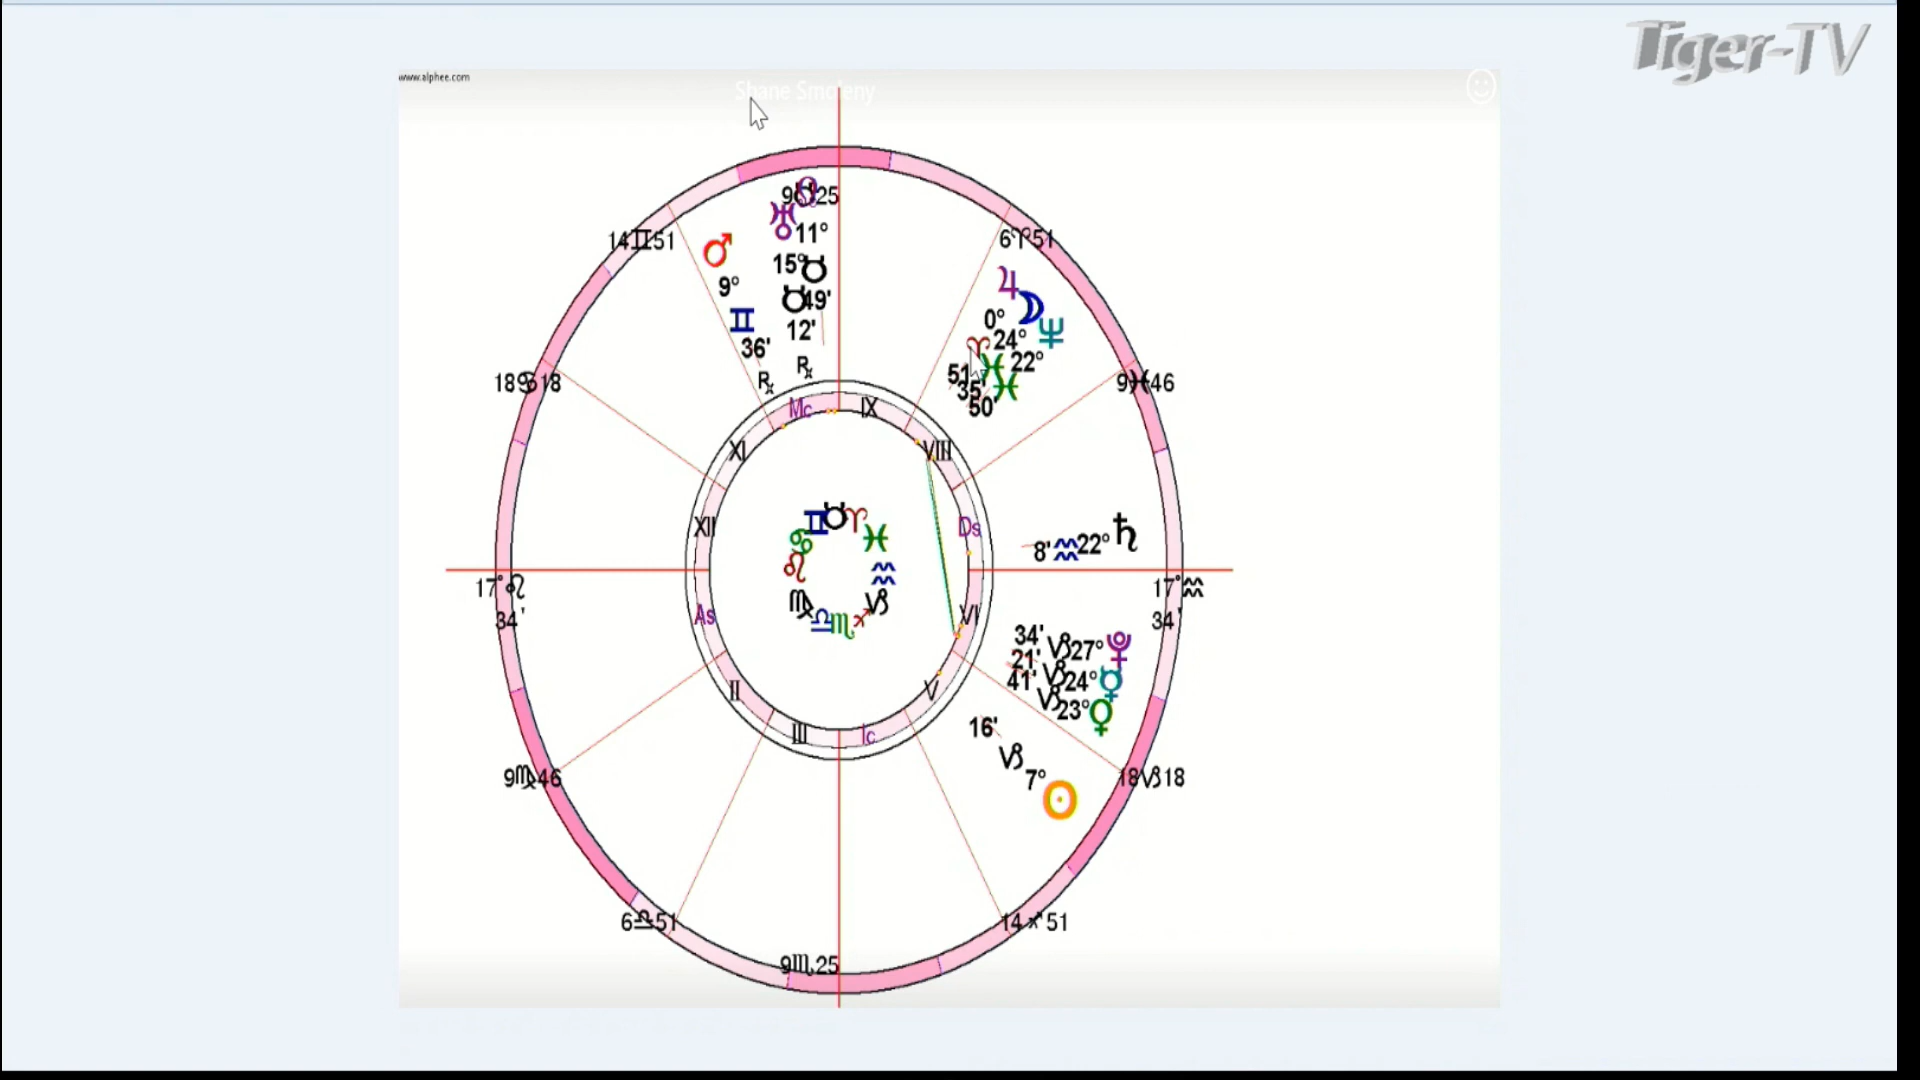 Tiger-TV
www.alphee.com
Shane Smoleny
9♉25
☊
♅ 11°
15° ♉
♉ 49'
12'
℞
14♊51
♂
9°
♊
36'
℞
6♈51
♃ ☽ ♆
0° 24° 22°
♈ ♓ ♓
51' 35' 50'
18♋18
9♓46
Mc IX
XI VIII
XII Ds
♊ ♉ ♈
♋ ♓
♌ ♒
♍ ♎ ♏ ♐ ♑
8' ♒ 22° ♄
17° ♌
34'
17° ♒
34'
As VI
34' ♑ 27° ♇
21' ♑ 24° ☿
41' ♑ 23° ♀
II V
III Ic
16' ♑ 7° ☉
9♍46
18♑18
6♎51
14♐51
9♏25